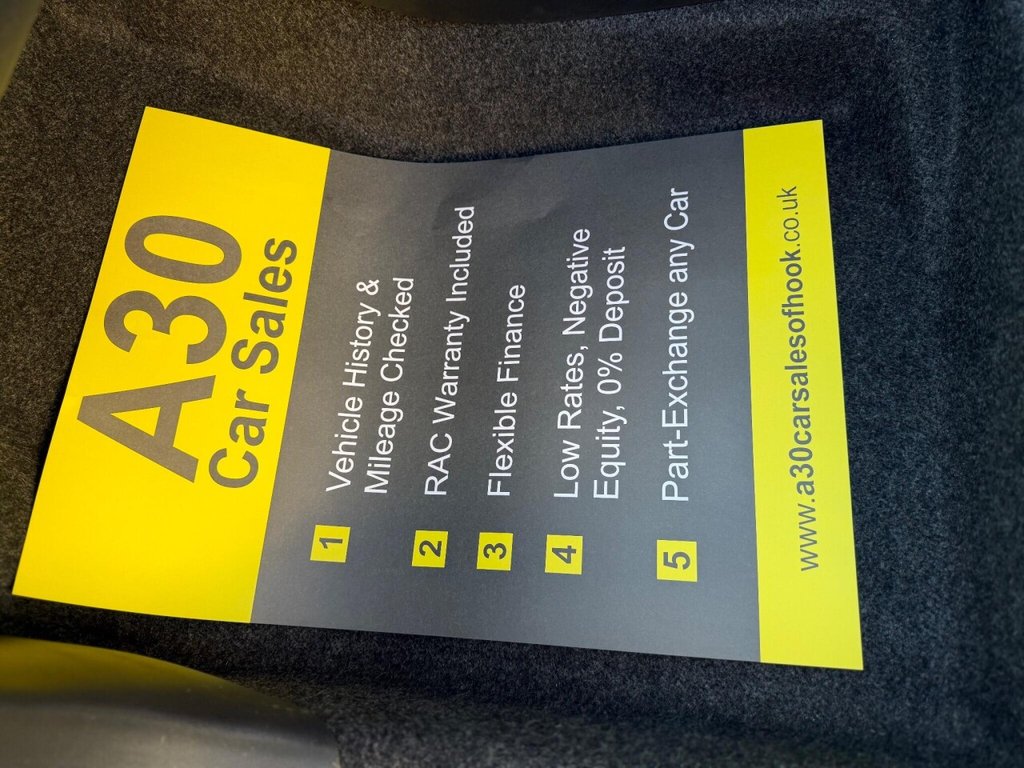 A30
Car Sales
1 Vehicle History &
Mileage Checked
2 RAC Warranty Included
3 Flexible Finance
4 Low Rates, Negative
Equity, 0% Deposit
5 Part-Exchange any Car
www.a30carsalesofhook.co.uk